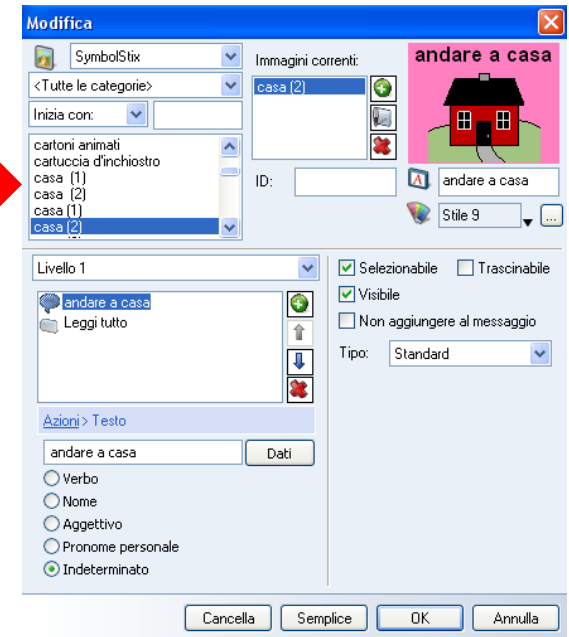 Modifica
SymbolStix
<Tutte le categorie>
Inizia con:
cartoni animati
cartuccia d'inchiostro
casa (1)
casa (2)
casa (1)
casa (2)
Immagini correnti:
casa (2)
ID:
andare a casa
A
andare a casa
Stile 9
...
Livello 1
andare a casa
Leggi tutto
Azioni > Testo
andare a casa
Dati
Verbo
Nome
Aggettivo
Pronome personale
Indeterminato
Selezionabile Trascinabile
Visibile
Non aggiungere al messaggio
Tipo: Standard
Cancella Semplice OK Annulla